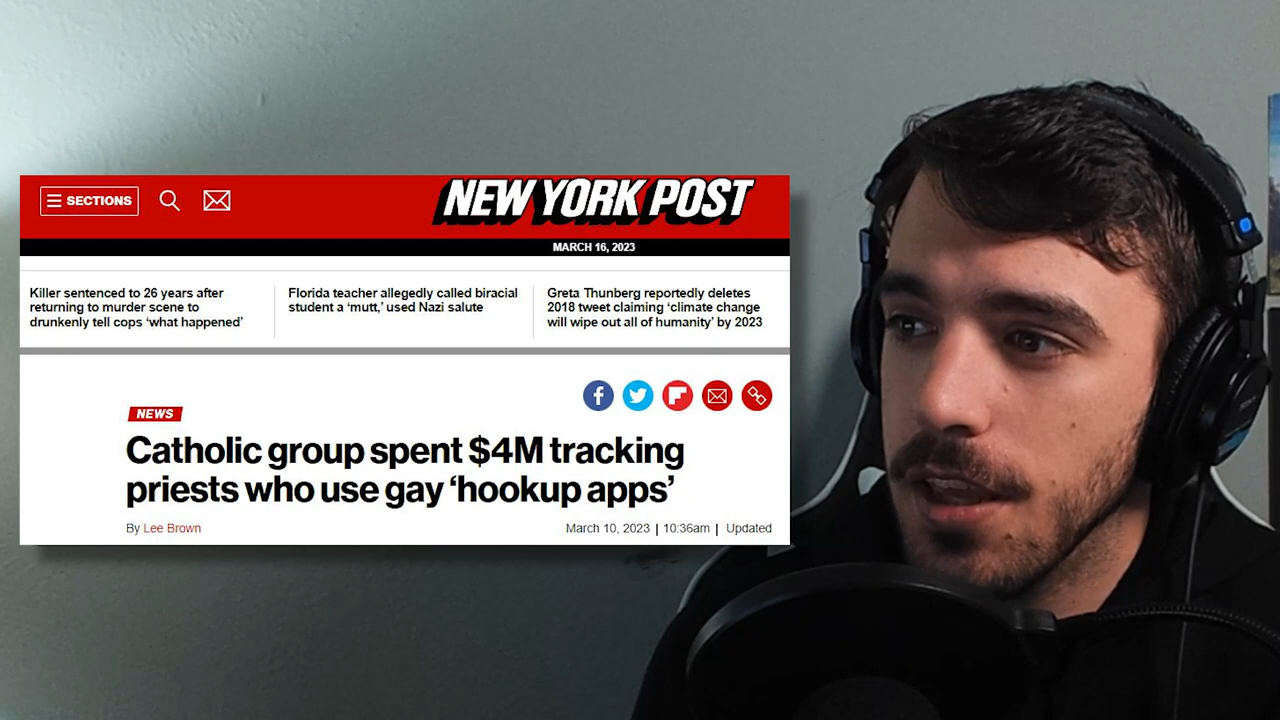 SECTIONS
NEW YORK POST
MARCH 16, 2023
Killer sentenced to 26 years after
returning to murder scene to
drunkenly tell cops ‘what happened’
Florida teacher allegedly called biracial
student a ‘mutt,’ used Nazi salute
Greta Thunberg reportedly deletes
2018 tweet claiming ‘climate change
will wipe out all of humanity’ by 2023
NEWS
Catholic group spent $4M tracking
priests who use gay ‘hookup apps’
By Lee Brown
March 10, 2023 | 10:36am | Updated